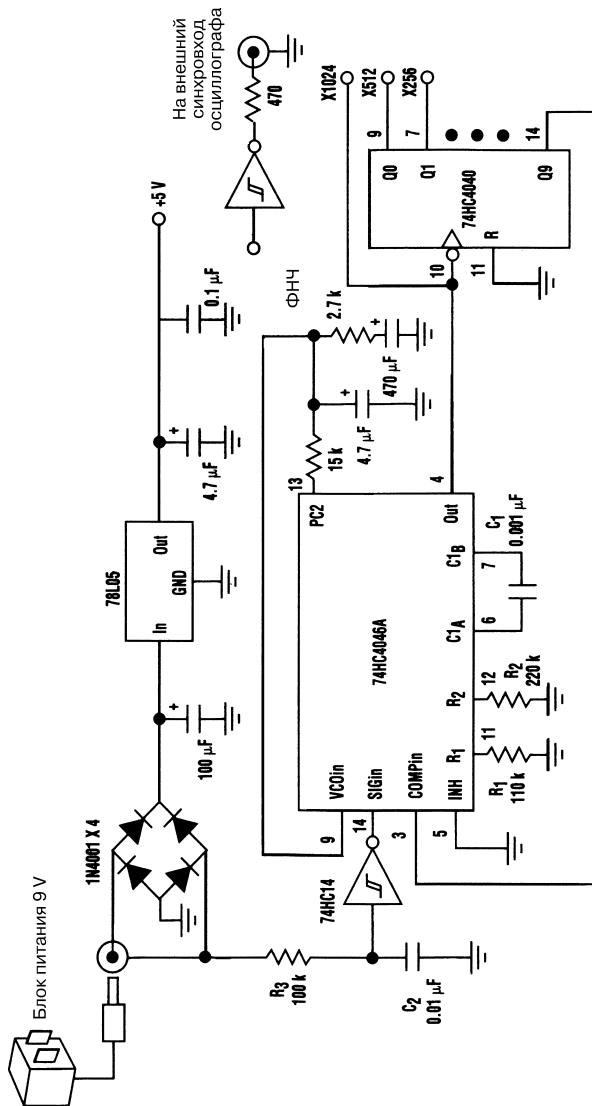 Блок питания 9 V
1N4001 X 4
100 µF
+
78L05
In
Out
GND
4.7 µF
+
0.1 µF
+5 V
На внешний
синхровход
осциллографа
470
R3
100 k
C2
0.01 µF
74HC14
9
VCOin
14
SIGin
3
COMPin
5
INH
74HC4046A
R1
11
R1
110 k
R2
12
R2
220 k
C1A
6
C1B
7
C1
0.001 µF
PC2
13
Out
4
15 k
4.7 µF
+
470 µF
+
2.7 k
ФНЧ
10
11
R
74HC4040
Q0
9
Q1
7
Q9
14
X1024
X512
X256